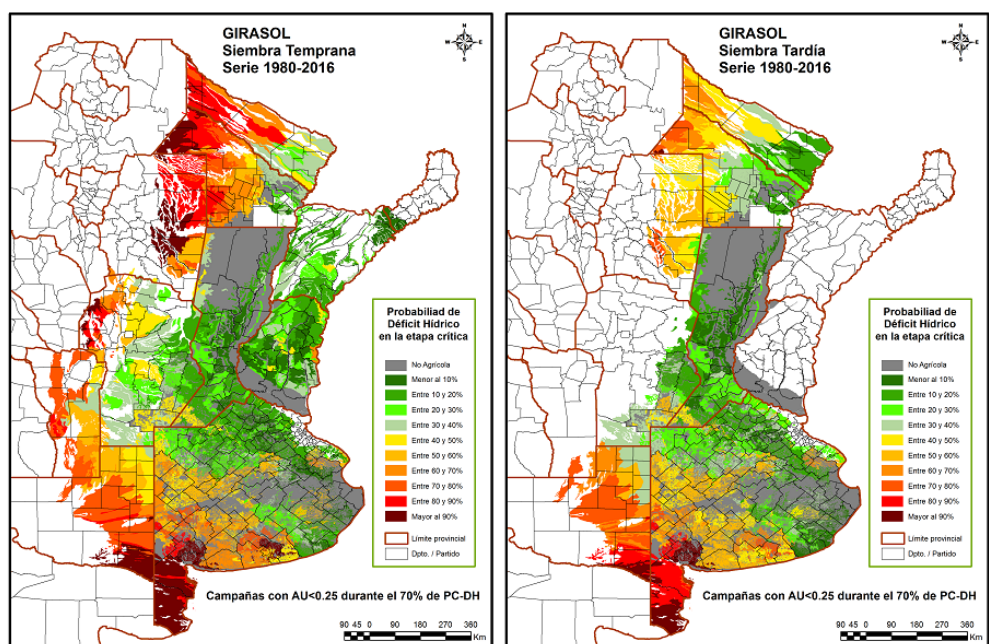 GIRASOL
Siembra Temprana
Serie 1980-2016
N
W E
S
Probabiliad de
Déficit Hídrico
en la etapa crítica
No Agrícola
Menor al 10%
Entre 10 y 20%
Entre 20 y 30%
Entre 30 y 40%
Entre 40 y 50%
Entre 50 y 60%
Entre 60 y 70%
Entre 70 y 80%
Entre 80 y 90%
Mayor al 90%
Límite provincial
Dpto. / Partido
Campañas con AU<0.25 durante el 70% de PC-DH
90 45 0 90 180 270 360
Km
GIRASOL
Siembra Tardía
Serie 1980-2016
N
W E
S
Probabiliad de
Déficit Hídrico
en la etapa crítica
No Agrícola
Menor al 10%
Entre 10 y 20%
Entre 20 y 30%
Entre 30 y 40%
Entre 40 y 50%
Entre 50 y 60%
Entre 60 y 70%
Entre 70 y 80%
Entre 80 y 90%
Mayor al 90%
Límite provincial
Dpto. / Partido
Campañas con AU<0.25 durante el 70% de PC-DH
90 45 0 90 180 270 360
Km